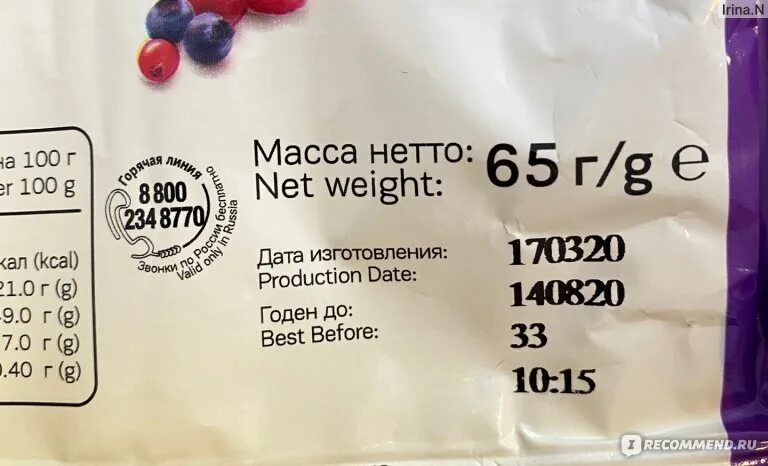 Irina.N
на 100 г
er 100 g
кал (kcal)
21.0 г (g)
9.0 г (g)
7.0 г (g)
.40 г (g)
Горячая линия
8 800
234 8770
Звонки по России бесплатно
Valid only in Russia
Масса нетто: 65 г/g e
Net weight:
Дата изготовления: 170320
Production Date: 140820
Годен до: 33
Best Before: 10:15
I RECOMMEND.RU